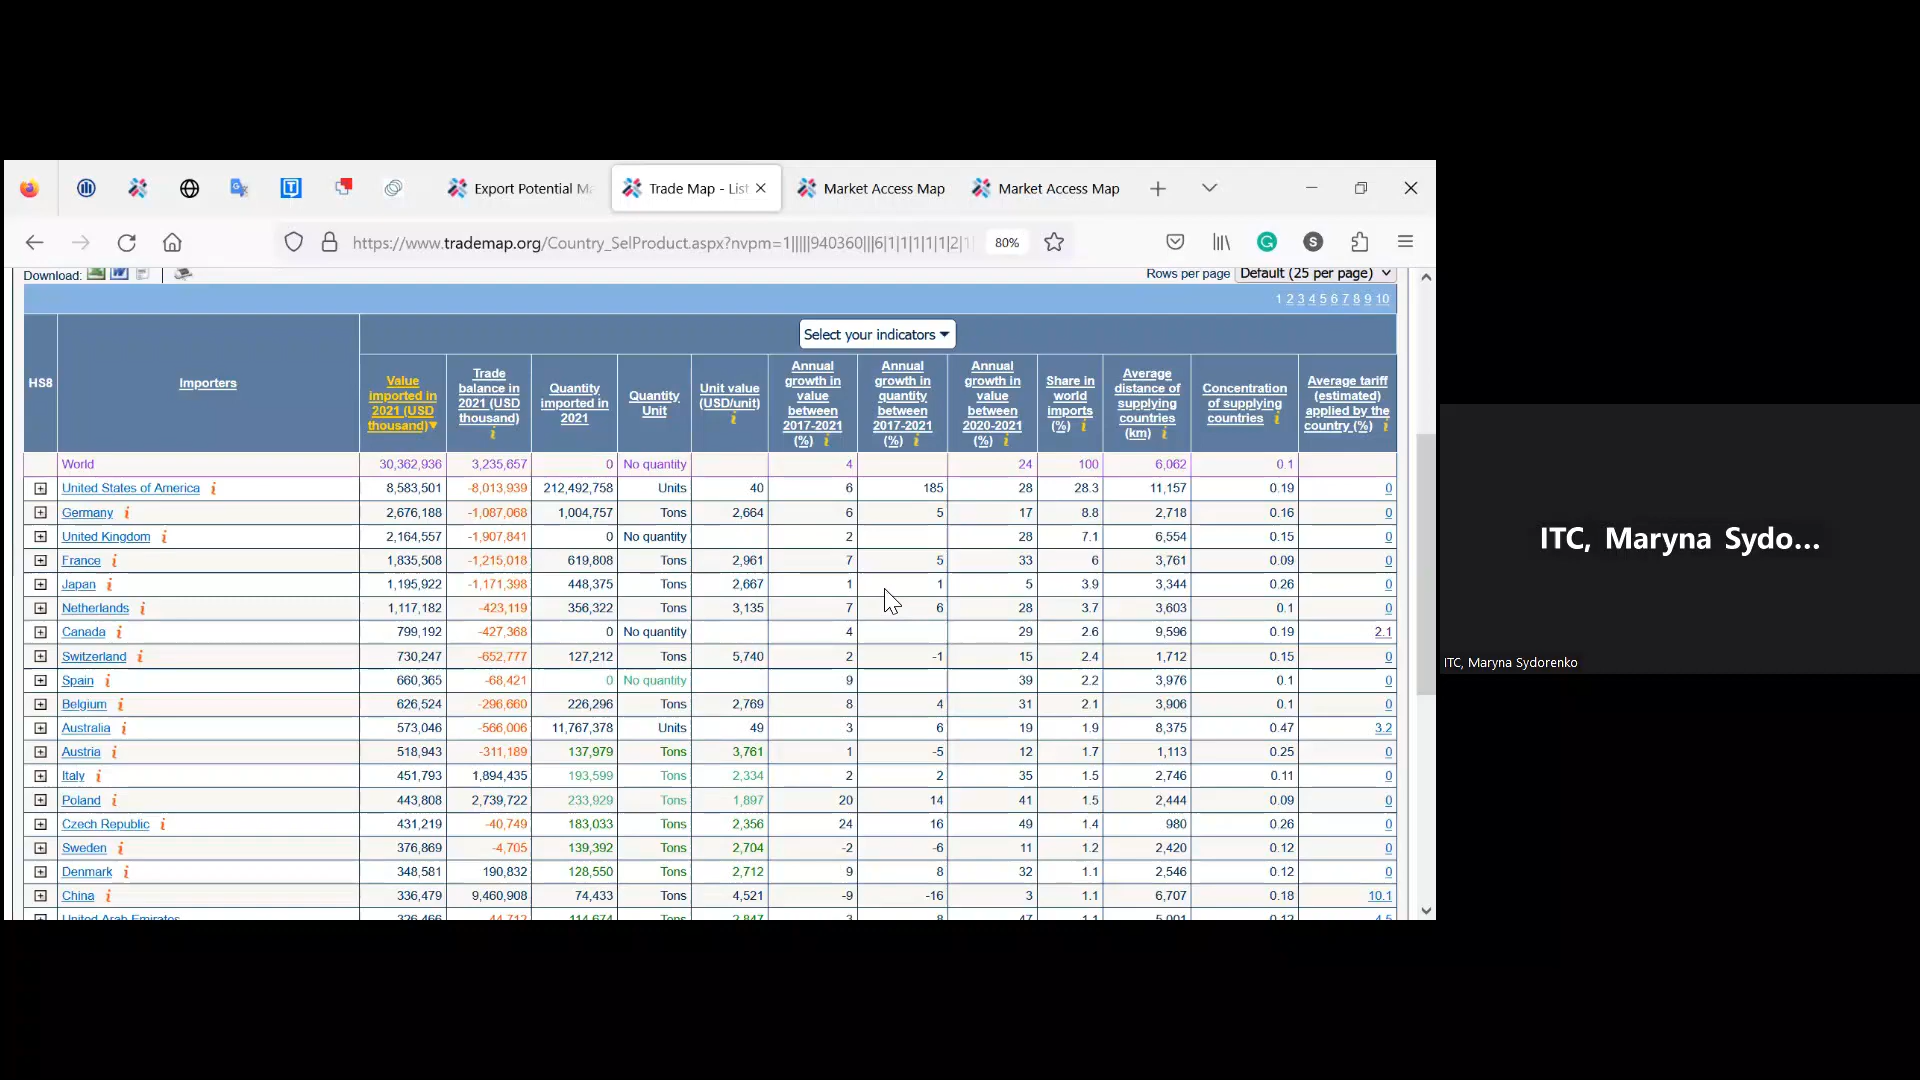 Export Potential Ma
Trade Map - List
Market Access Map
Market Access Map
https://www.trademap.org/Country_SelProduct.aspx?nvpm=1|||||940360|||6|1|1|1|1|1|2|1|
80%
Download:
Rows per page Default (25 per page)
1 2 3 4 5 6 7 8 9 10
Select your indicators
HS8 Importers Value imported in 2021 (USD thousand) Trade balance in 2021 (USD thousand) i Quantity imported in 2021 Quantity Unit Unit value (USD/unit) i Annual growth in value between 2017-2021 (%) i Annual growth in quantity between 2017-2021 (%) i Annual growth in value between 2020-2021 (%) i Share in world imports (%) i Average distance of supplying countries (km) i Concentration of supplying countries i Average tariff (estimated) applied by the country (%) i
World 30,362,936 3,235,657 0 No quantity 4 24 100 6,062 0.1
United States of America i 8,583,501 -8,013,939 212,492,758 Units 40 6 185 28 28.3 11,157 0.19 0
Germany i 2,676,188 -1,087,068 1,004,757 Tons 2,664 6 5 17 8.8 2,718 0.16 0
United Kingdom i 2,164,557 -1,907,841 0 No quantity 2 28 7.1 6,554 0.15 0
France i 1,835,508 -1,215,018 619,808 Tons 2,961 7 5 33 6 3,761 0.09 0
Japan i 1,195,922 -1,171,398 448,375 Tons 2,667 1 1 5 3.9 3,344 0.26 0
Netherlands i 1,117,182 -423,119 356,322 Tons 3,135 7 6 28 3.7 3,603 0.1 0
Canada i 799,192 -427,368 0 No quantity 4 29 2.6 9,596 0.19 2.1
Switzerland i 730,247 -652,777 127,212 Tons 5,740 2 -1 15 2.4 1,712 0.15 0
Spain i 660,365 -68,421 0 No quantity 9 39 2.2 3,976 0.1 0
Belgium i 626,524 -296,660 226,296 Tons 2,769 8 4 31 2.1 3,906 0.1 0
Australia i 573,046 -566,006 11,767,378 Units 49 3 6 19 1.9 8,375 0.47 3.2
Austria i 518,943 -311,189 137,979 Tons 3,761 1 -5 12 1.7 1,113 0.25 0
Italy i 451,793 1,894,435 193,599 Tons 2,334 2 2 35 1.5 2,746 0.11 0
Poland i 443,808 2,739,722 233,929 Tons 1,897 20 14 41 1.5 2,444 0.09 0
Czech Republic i 431,219 -40,749 183,033 Tons 2,356 24 16 49 1.4 980 0.26 0
Sweden i 376,869 -4,705 139,392 Tons 2,704 -2 -6 11 1.2 2,420 0.12 0
Denmark i 348,581 190,832 128,550 Tons 2,712 9 8 32 1.1 2,546 0.12 0
China i 336,479 9,460,908 74,433 Tons 4,521 -9 -16 3 1.1 6,707 0.18 10.1
United Arab Emirates 326,466 -44,712 114,674 Tons 2,847 3 8 47 1.1 5,001 0.12 4.5
ITC, Maryna Sydo...
ITC, Maryna Sydorenko